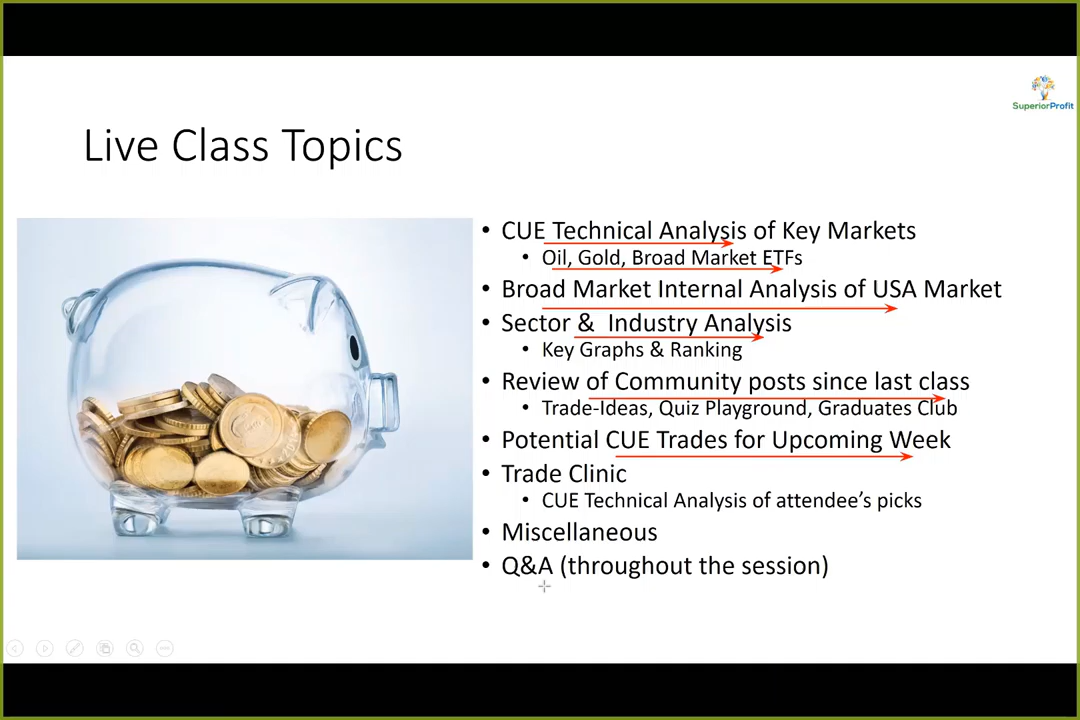 SuperiorProfit
Live Class Topics
• CUE Technical Analysis of Key Markets
• Oil, Gold, Broad Market ETFs
• Broad Market Internal Analysis of USA Market
• Sector &  Industry Analysis
• Key Graphs & Ranking
• Review of Community posts since last class
• Trade-Ideas, Quiz Playground, Graduates Club
• Potential CUE Trades for Upcoming Week
• Trade Clinic
• CUE Technical Analysis of attendee’s picks
• Miscellaneous
• Q&A (throughout the session)